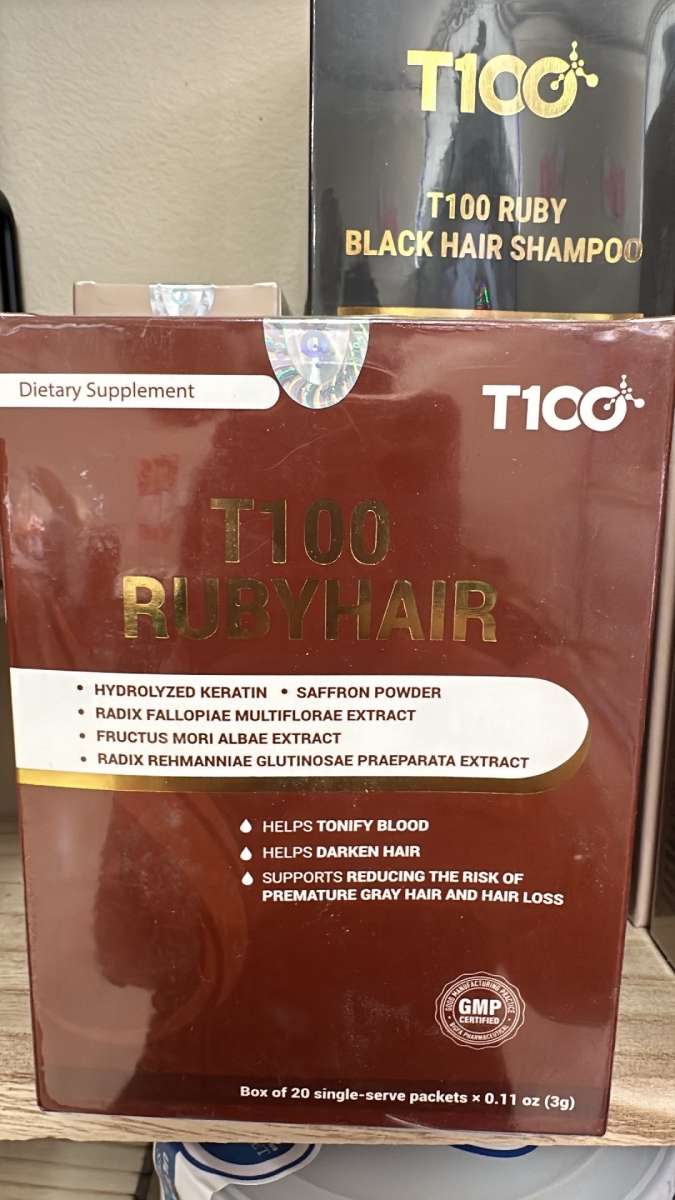 T100
T100 RUBY
BLACK HAIR SHAMPOO
Dietary Supplement
T100
T100
RUBYHAIR
• HYDROLYZED KERATIN • SAFFRON POWDER
• RADIX FALLOPIAE MULTIFLORAE EXTRACT
• FRUCTUS MORI ALBAE EXTRACT
• RADIX REHMANNIAE GLUTINOSAE PRAEPARATA EXTRACT
HELPS TONIFY BLOOD
HELPS DARKEN HAIR
SUPPORTS REDUCING THE RISK OF
PREMATURE GRAY HAIR AND HAIR LOSS
GOOD MANUFACTURING PRACTICE
GMP
CERTIFIED
Box of 20 single-serve packets × 0.11 oz (3g)